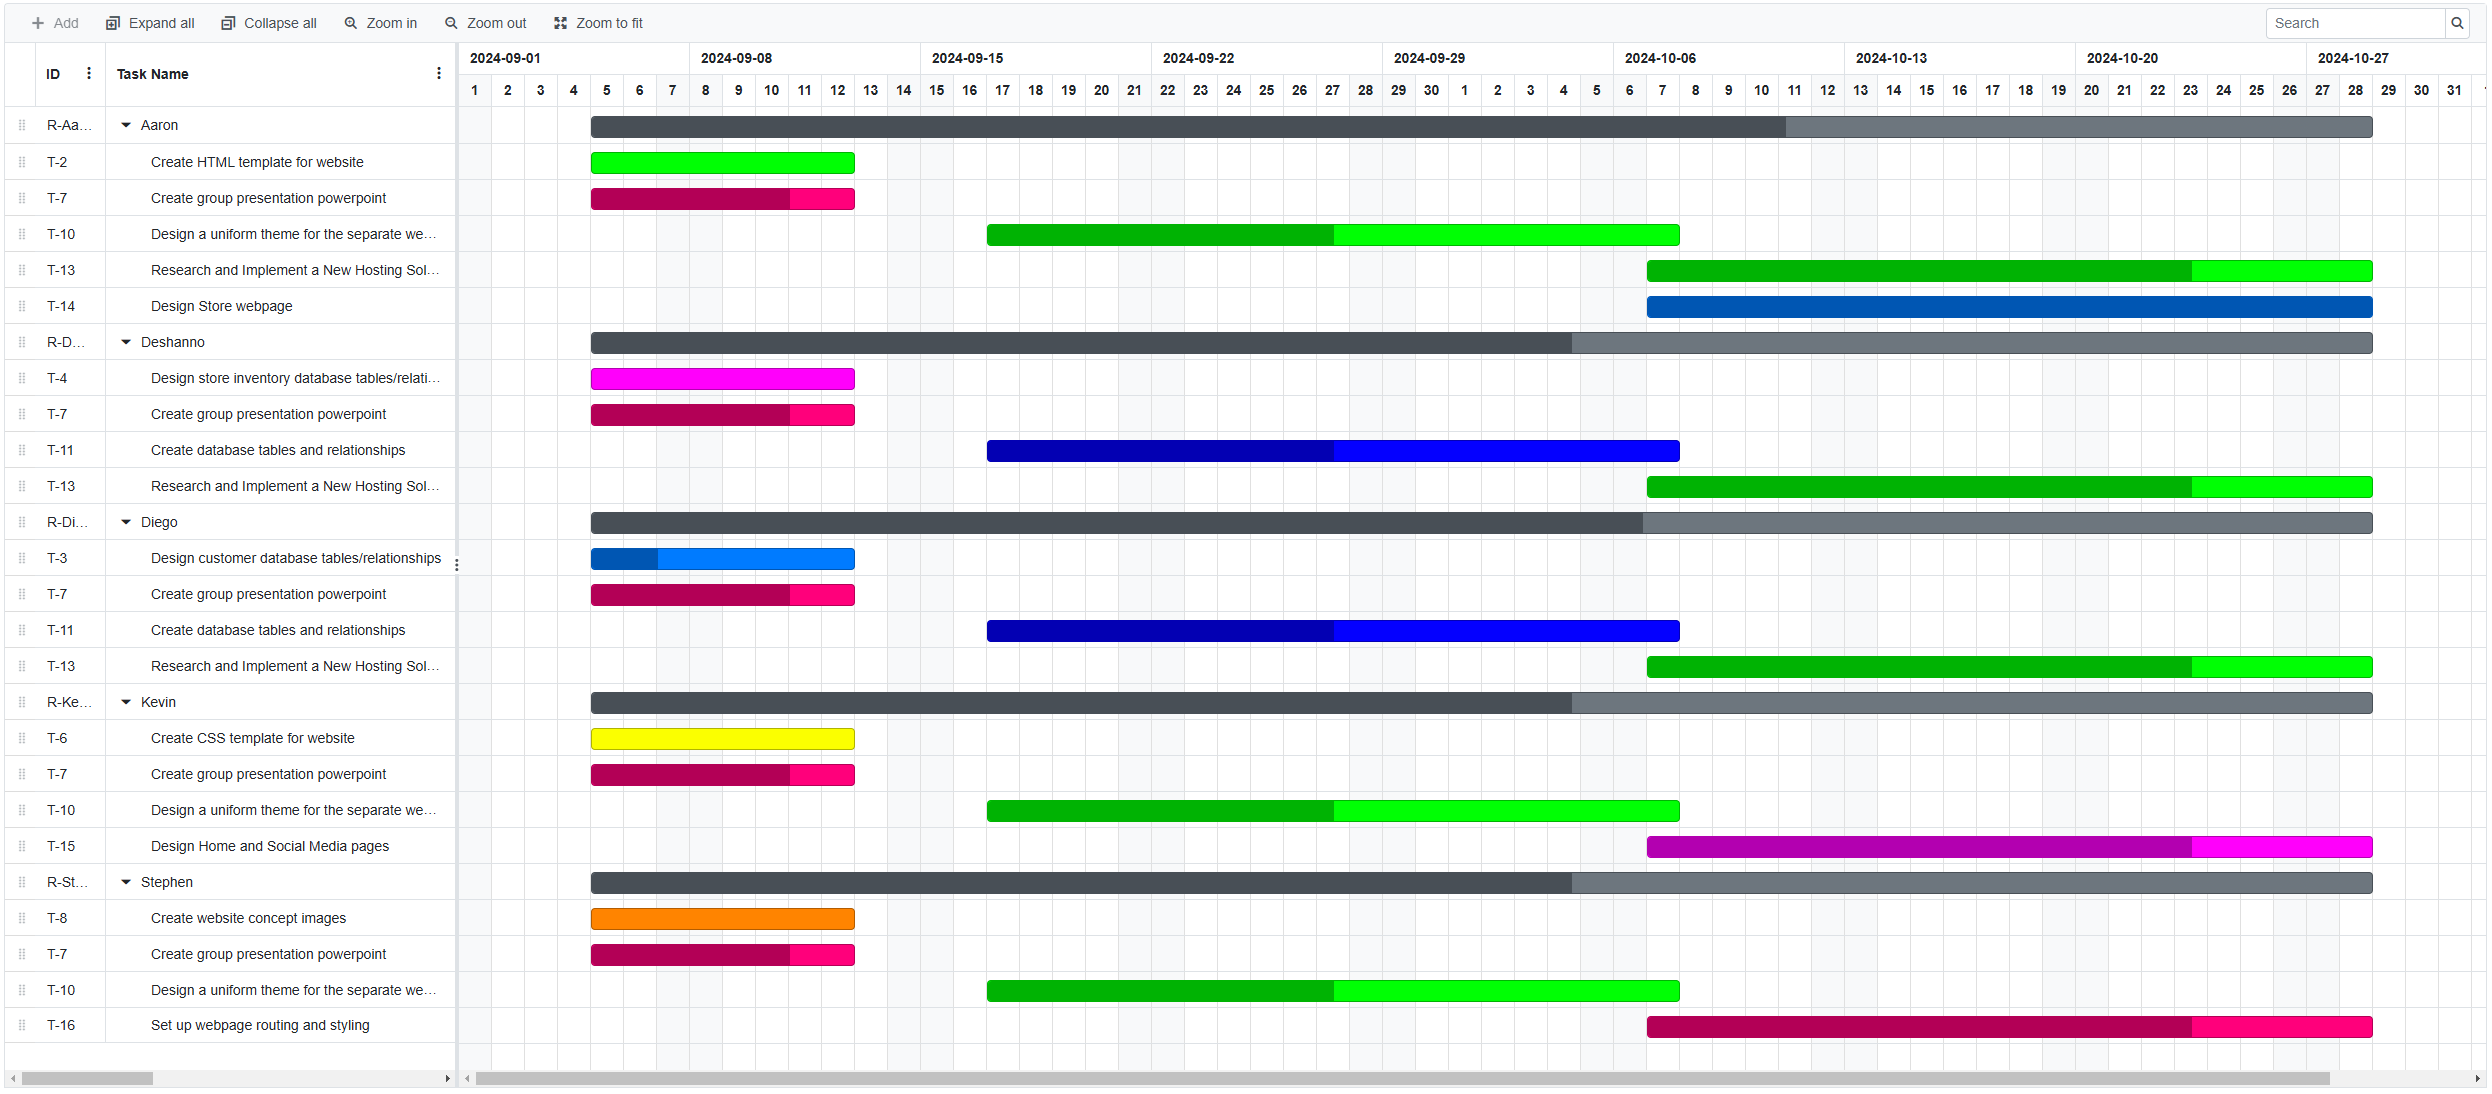 Add Expand all Collapse all Zoom in Zoom out Zoom to fit Search
ID Task Name
2024-09-01 2024-09-08 2024-09-15 2024-09-22 2024-09-29 2024-10-06 2024-10-13 2024-10-20 2024-10-27
1 2 3 4 5 6 7 8 9 10 11 12 13 14 15 16 17 18 19 20 21 22 23 24 25 26 27 28 29 30 1 2 3 4 5 6 7 8 9 10 11 12 13 14 15 16 17 18 19 20 21 22 23 24 25 26 27 28 29 30 31
R-Aa... Aaron
T-2 Create HTML template for website
T-7 Create group presentation powerpoint
T-10 Design a uniform theme for the separate we...
T-13 Research and Implement a New Hosting Sol...
T-14 Design Store webpage
R-D... Deshanno
T-4 Design store inventory database tables/relati...
T-7 Create group presentation powerpoint
T-11 Create database tables and relationships
T-13 Research and Implement a New Hosting Sol...
R-Di... Diego
T-3 Design customer database tables/relationships
T-7 Create group presentation powerpoint
T-11 Create database tables and relationships
T-13 Research and Implement a New Hosting Sol...
R-Ke... Kevin
T-6 Create CSS template for website
T-7 Create group presentation powerpoint
T-10 Design a uniform theme for the separate we...
T-15 Design Home and Social Media pages
R-St... Stephen
T-8 Create website concept images
T-7 Create group presentation powerpoint
T-10 Design a uniform theme for the separate we...
T-16 Set up webpage routing and styling